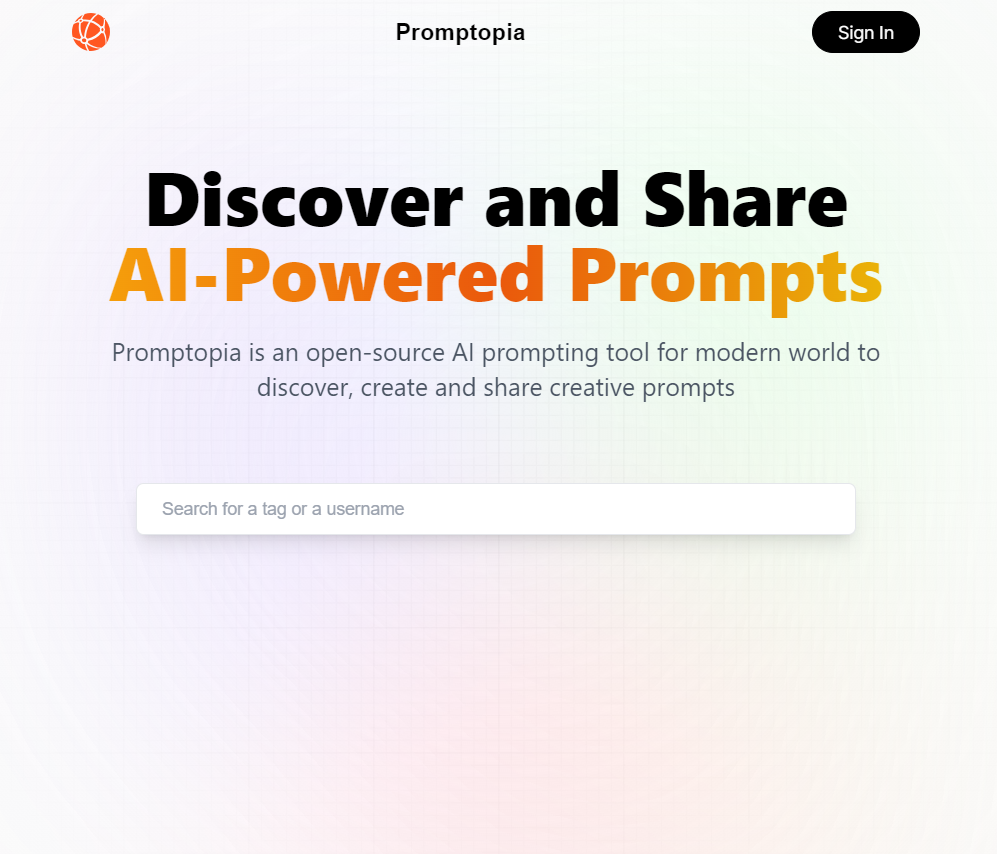 Promptopia
Sign In
Discover and Share
AI-Powered Prompts
Promptopia is an open-source AI prompting tool for modern world to
discover, create and share creative prompts
Search for a tag or a username